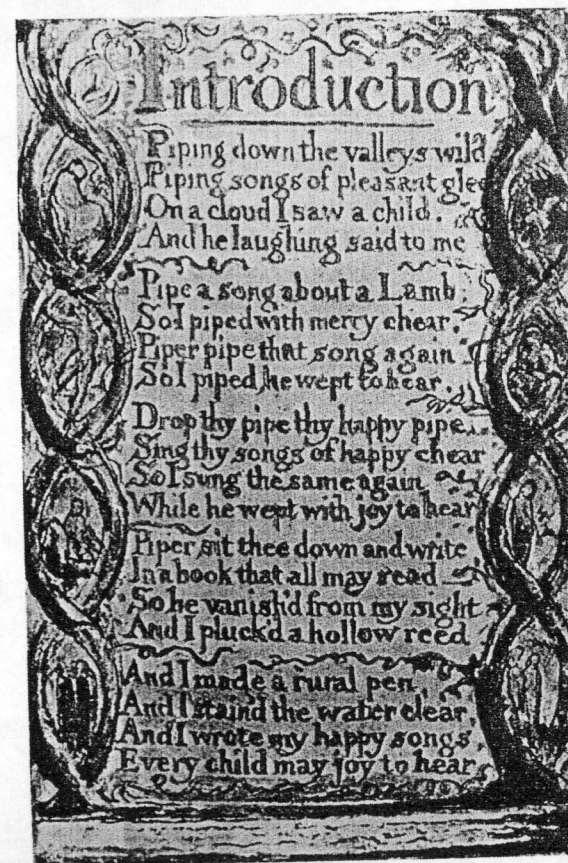 Introduction
Piping down the valleys wild
Piping songs of pleasant glee
On a cloud I saw a child.
And he laughing said to me
Pipe a song about a Lamb;
So I piped with merry chear,
Piper pipe that song again
So I piped, he wept to hear.
Drop thy pipe thy happy pipe
Sing thy songs of happy chear
So I sung the same again
While he wept with joy to hear
Piper sit thee down and write
In a book that all may read
So he vanish'd from my sight
And I pluck'd a hollow reed
And I made a rural pen,
And I stain'd the water clear,
And I wrote my happy songs,
Every child may joy to hear